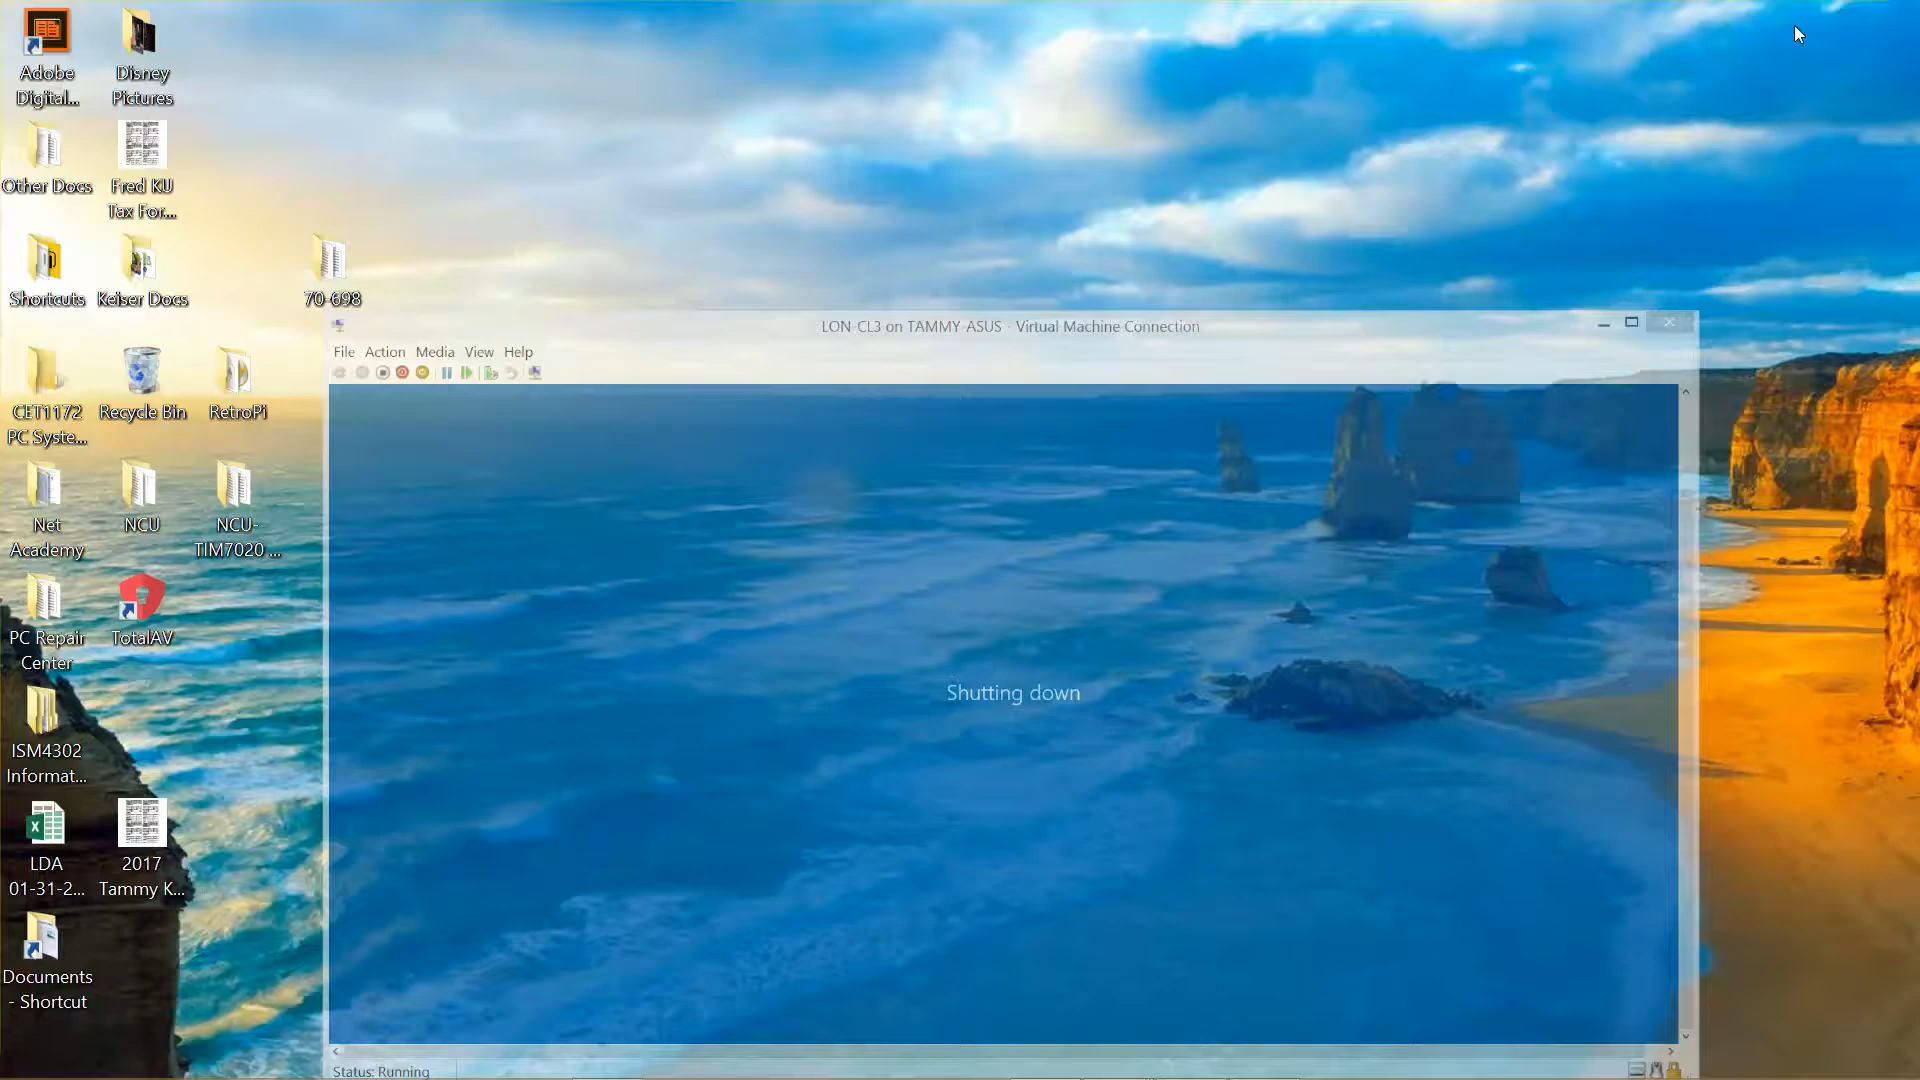 Adobe
Digital...
Disney
Pictures
Other Docs
Fred KU
Tax For...
Shortcuts
Keiser Docs
70-698
CET1172
PC Syste...
Recycle Bin
RetroPi
Net
Academy
NCU
NCU-
TIM7020 ...
PC Repair
Center
TotalAV
ISM4302
Informat...
LDA
01-31-2...
2017
Tammy K...
Documents
- Shortcut
LON-CL3 on TAMMY-ASUS - Virtual Machine Connection
File Action Media View Help
Shutting down
Status: Running